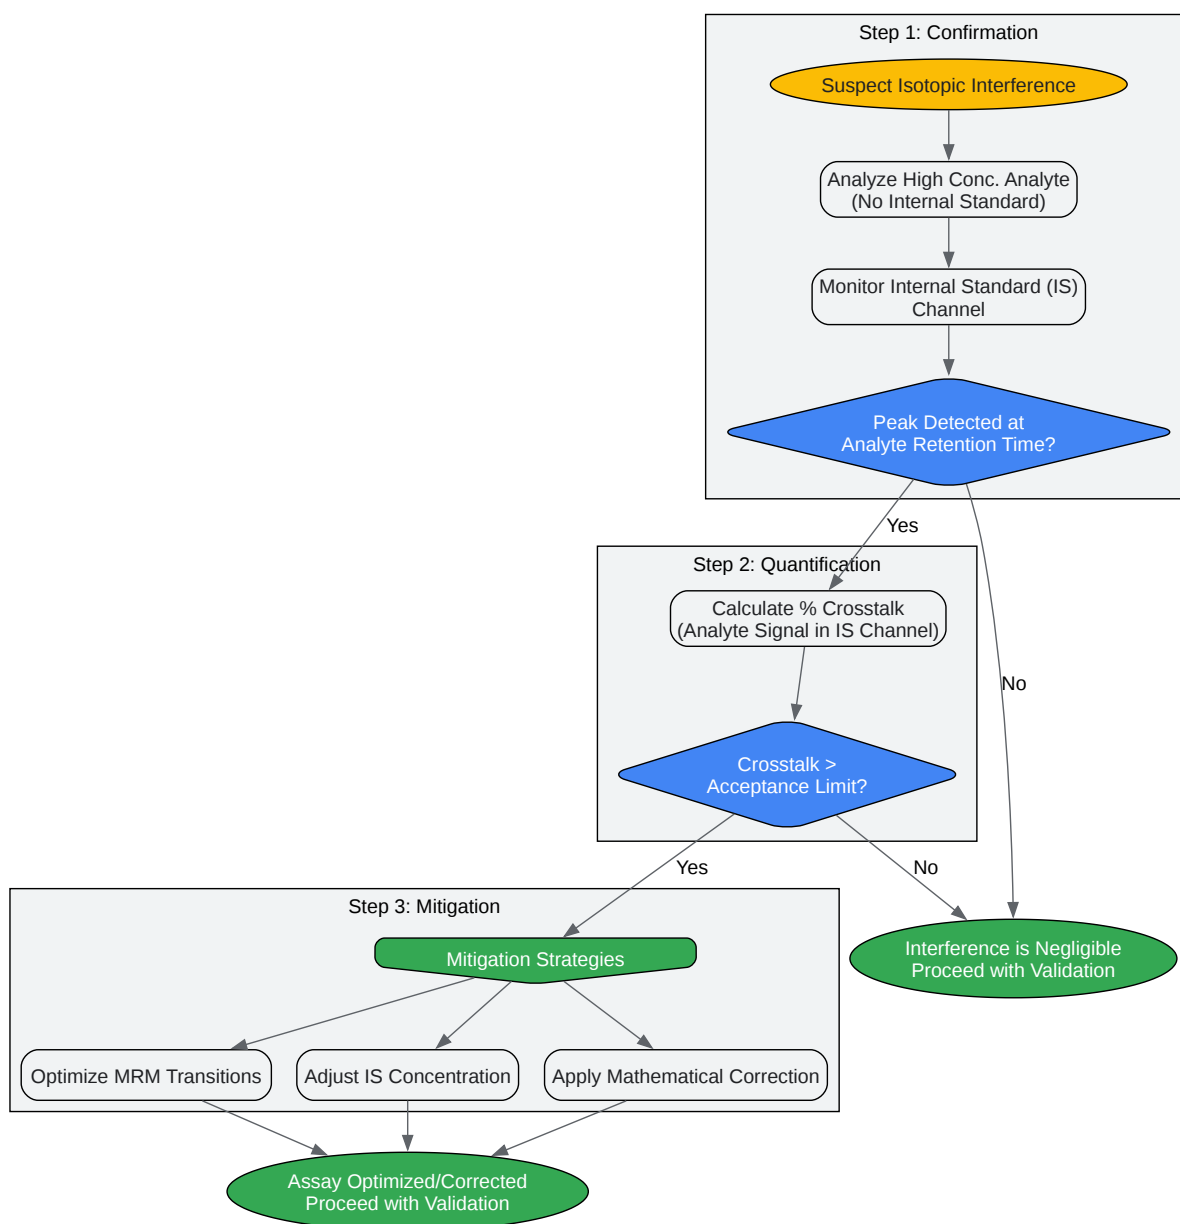 Step 1: Confirmation
Suspect Isotopic Interference
Analyze High Conc. Analyte
(No Internal Standard)
Monitor Internal Standard (IS)
Channel
Peak Detected at
Analyte Retention Time?
Yes
No
Step 2: Quantification
Calculate % Crosstalk
(Analyte Signal in IS Channel)
Crosstalk >
Acceptance Limit?
Yes
No
Interference is Negligible
Proceed with Validation
Step 3: Mitigation
Mitigation Strategies
Optimize MRM Transitions
Adjust IS Concentration
Apply Mathematical Correction
Assay Optimized/Corrected
Proceed with Validation